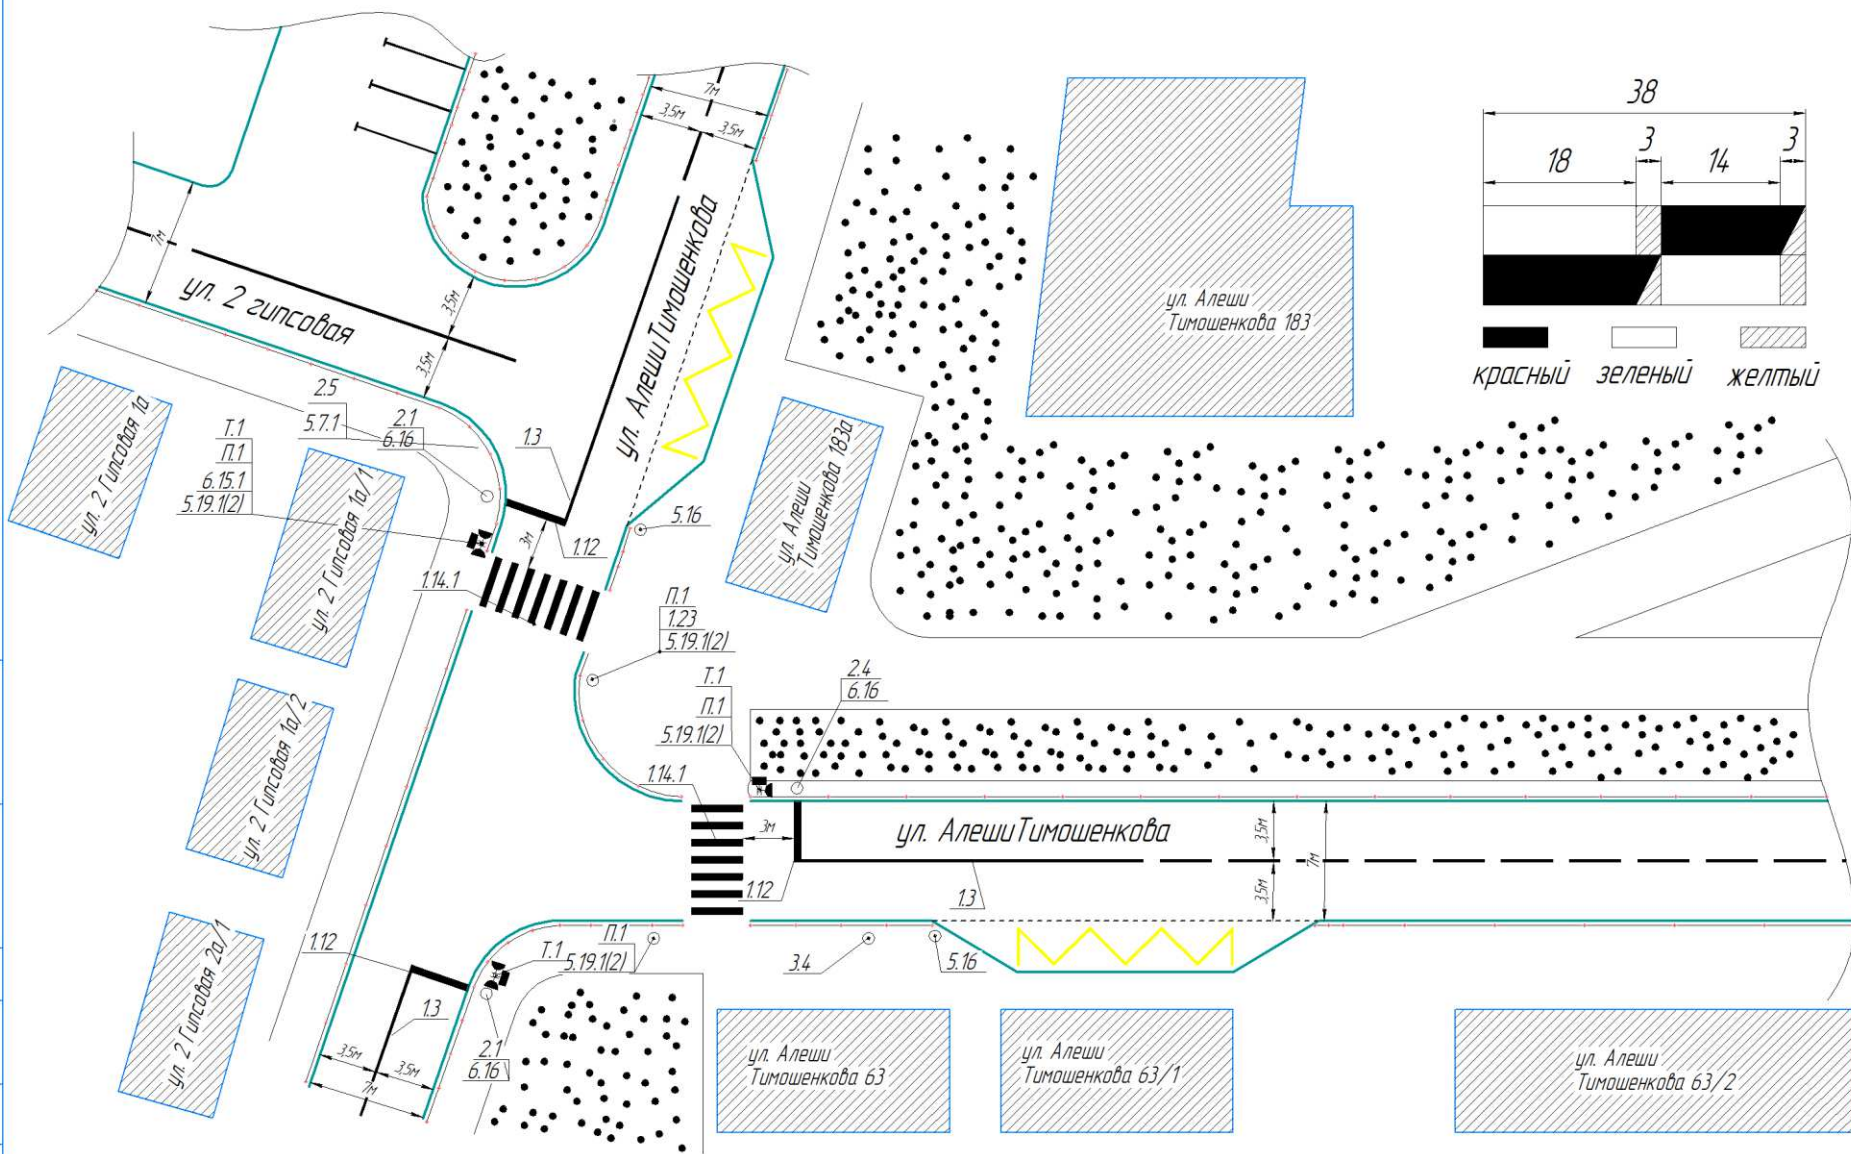 38
3
3
18
14
красный
зеленый
желтый
7м
3,5м
3,5м
7м
ул. 2 гипсовая
3,5м
3,5м
ул. Алеши Тимошенкова
ул. Алеши
Тимошенкова 183
ул. 2 Гипсовая 1а
2.5
5.7.1
2.1
6.16
Т.1
П.1
6.15.1
5.19.1(2)
1.3
ул. 2 Гипсовая 1а/1
ул. Алеши
Тимошенкова 183а
5.16
3м
1.12
1.14.1
П.1
1.23
5.19.1(2)
Т.1
П.1
5.19.1(2)
2.4
6.16
ул. 2 Гипсовая 1а/2
1.14.1
3м
ул. Алеши Тимошенкова
3,5м
7м
3,5м
1.12
1.3
1.12
Т.1
П.1
5.19.1(2)
3.4
5.16
ул. 2 Гипсовая 2а/1
1.3
3,5м
3,5м
7м
2.1
6.16
ул. Алеши
Тимошенкова 63
ул. Алеши
Тимошенкова 63/1
ул. Алеши
Тимошенкова 63/2